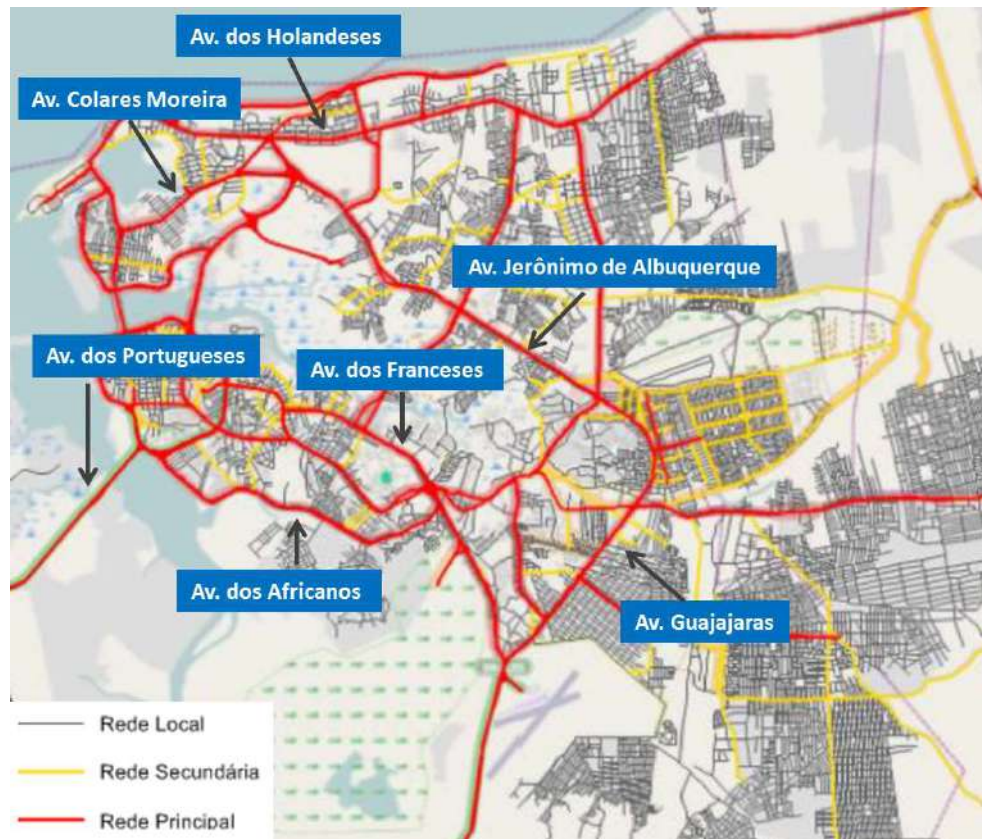 Av. dos Holandeses
Av. Colares Moreira
Av. Jerônimo de Albuquerque
Av. dos Portugueses
Av. dos Franceses
Av. dos Africanos
Av. Guajajaras
Rede Local
Rede Secundária
Rede Principal